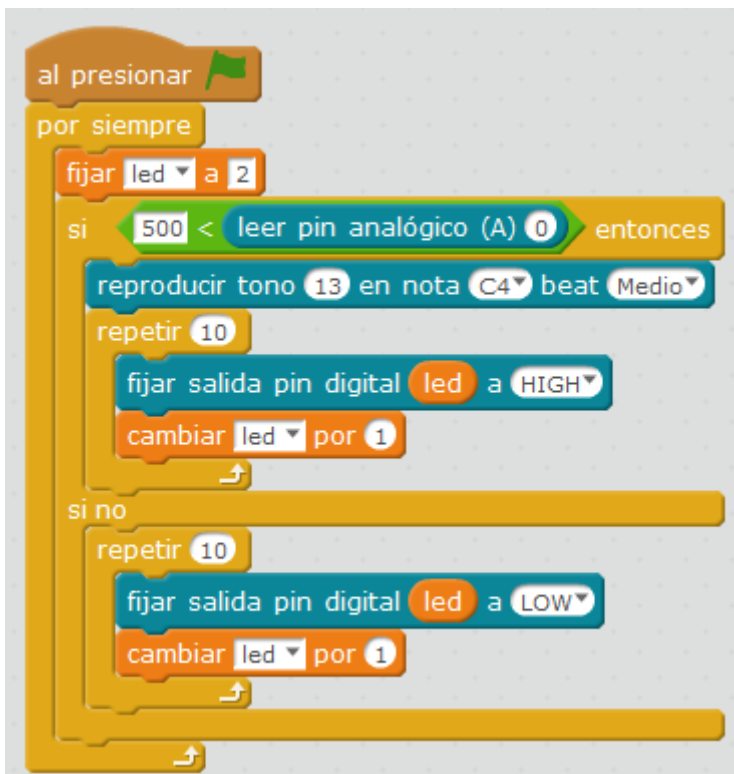 al presionar
por siempre
fijar led a 2
si 500 < leer pin analógico (A) 0 entonces
reproducir tono 13 en nota C4 beat Medio
repetir 10
fijar salida pin digital led a HIGH
cambiar led por 1
si no
repetir 10
fijar salida pin digital led a LOW
cambiar led por 1